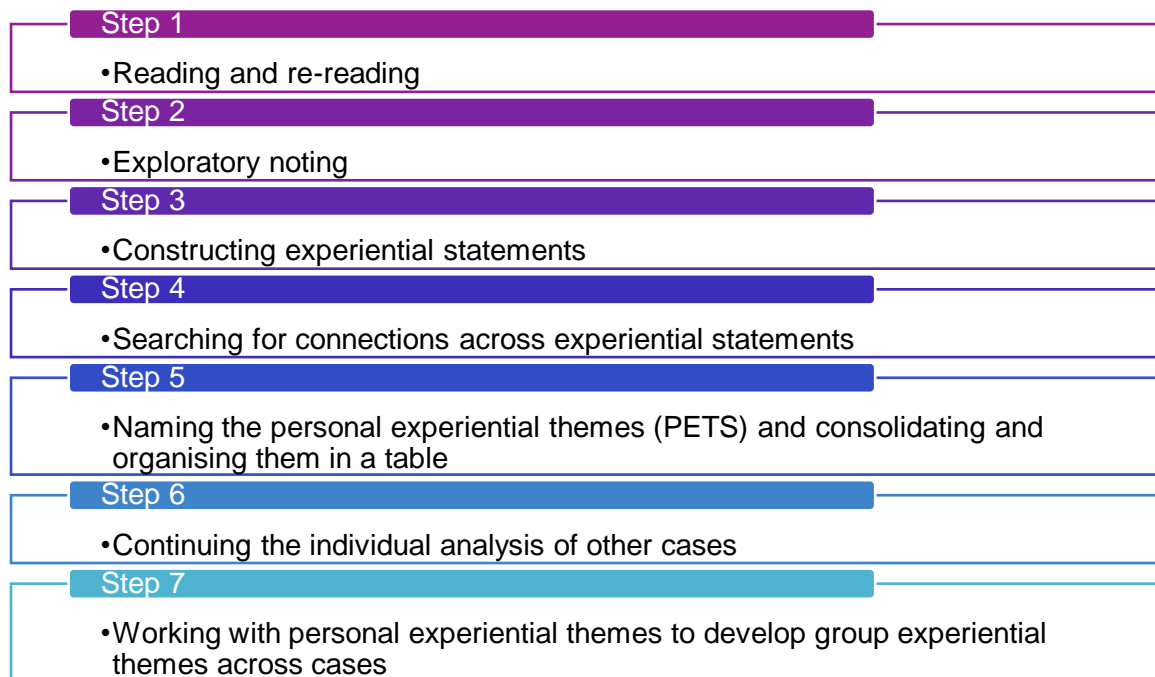 Step 1
•Reading and re-reading
Step 2
•Exploratory noting
Step 3
•Constructing experiential statements
Step 4
•Searching for connections across experiential statements
Step 5
•Naming the personal experiential themes (PETS) and consolidating and
organising them in a table
Step 6
•Continuing the individual analysis of other cases
Step 7
•Working with personal experiential themes to develop group experiential
themes across cases